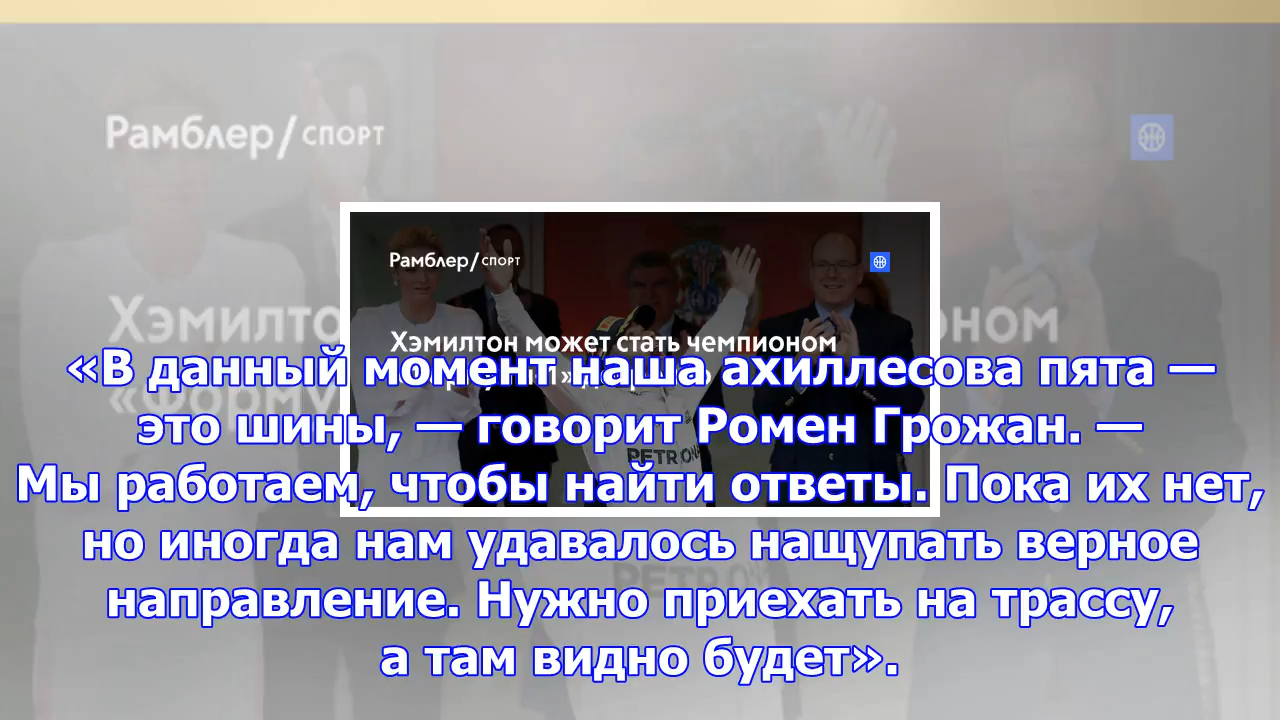 Рамблер/спорт
Рамблер/спорт
Хэмилтон может стать чемпионом
«В данный момент наша ахиллесова пята —
это шины, — говорит Ромен Грожан. —
Мы работаем, чтобы найти ответы. Пока их нет,
но иногда нам удавалось нащупать верное
направление. Нужно приехать на трассу,
а там видно будет».